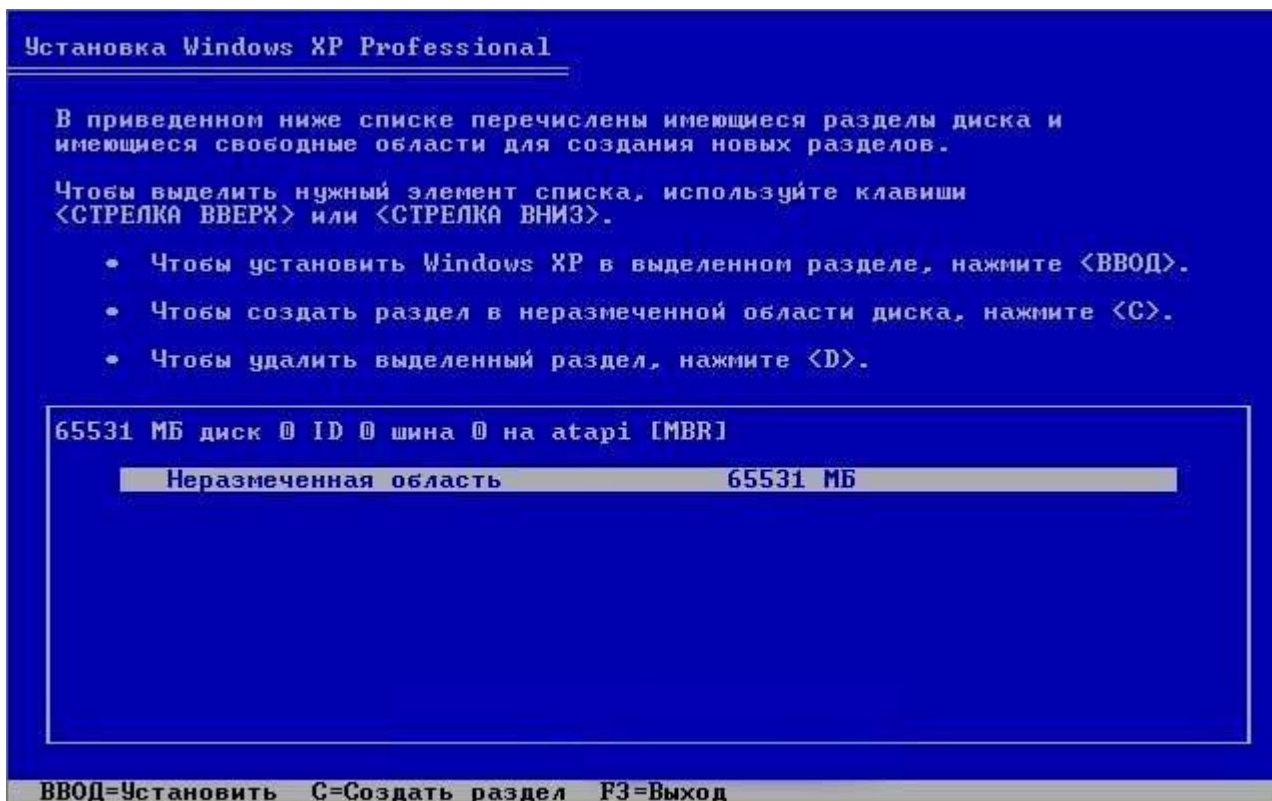 Установка Windows XP Professional
В приведенном ниже списке перечислены имеющиеся разделы диска и
имеющиеся свободные области для создания новых разделов.
Чтобы выделить нужный элемент списка, используйте клавиши
<СТРЕЛКА ВВЕРХ> или <СТРЕЛКА ВНИЗ>.
• Чтобы установить Windows XP в выделенном разделе, нажмите <ВВОД>.
• Чтобы создать раздел в неразмеченной области диска, нажмите <C>.
• Чтобы удалить выделенный раздел, нажмите <D>.
65531 МБ диск 0 ID 0 шина 0 на atapi [MBR]
Неразмеченная область 65531 МБ
ВВОД=Установить C=Создать раздел F3=Выход